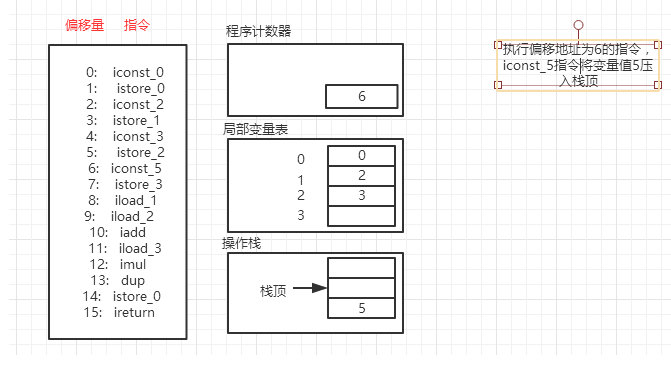 偏移量 指令
0: iconst_0
1: istore_0
2: iconst_2
3: istore_1
4: iconst_3
5: istore_2
6: iconst_5
7: istore_3
8: iload_1
9: iload_2
10: iadd
11: iload_3
12: imul
13: dup
14: istore_0
15: ireturn
程序计数器
6
局部变量表
0 0
1 2
2 3
3
操作栈
栈顶
5
执行偏移地址为6的指令，
iconst_5指令将变量值5压
入栈顶